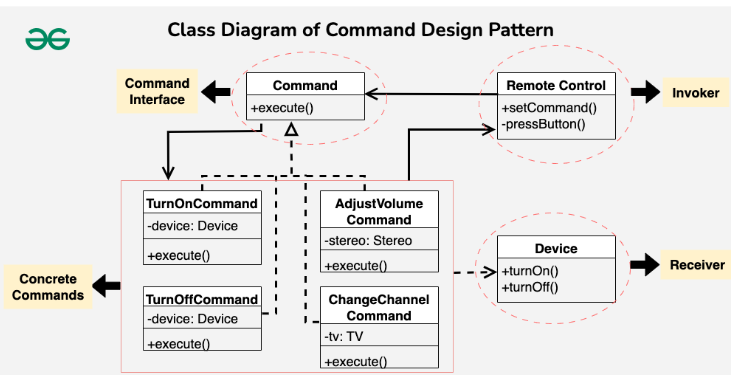 Class Diagram of Command Design Pattern
Command
Interface
Command
+execute()
Remote Control
+setCommand()
-pressButton()
Invoker
TurnOnCommand
-device: Device
+execute()
AdjustVolume
Command
-stereo: Stereo
+execute()
Device
+turnOn()
+turnOff()
Receiver
Concrete
Commands
TurnOffCommand
-device: Device
+execute()
ChangeChannel
Command
-tv: TV
+execute()